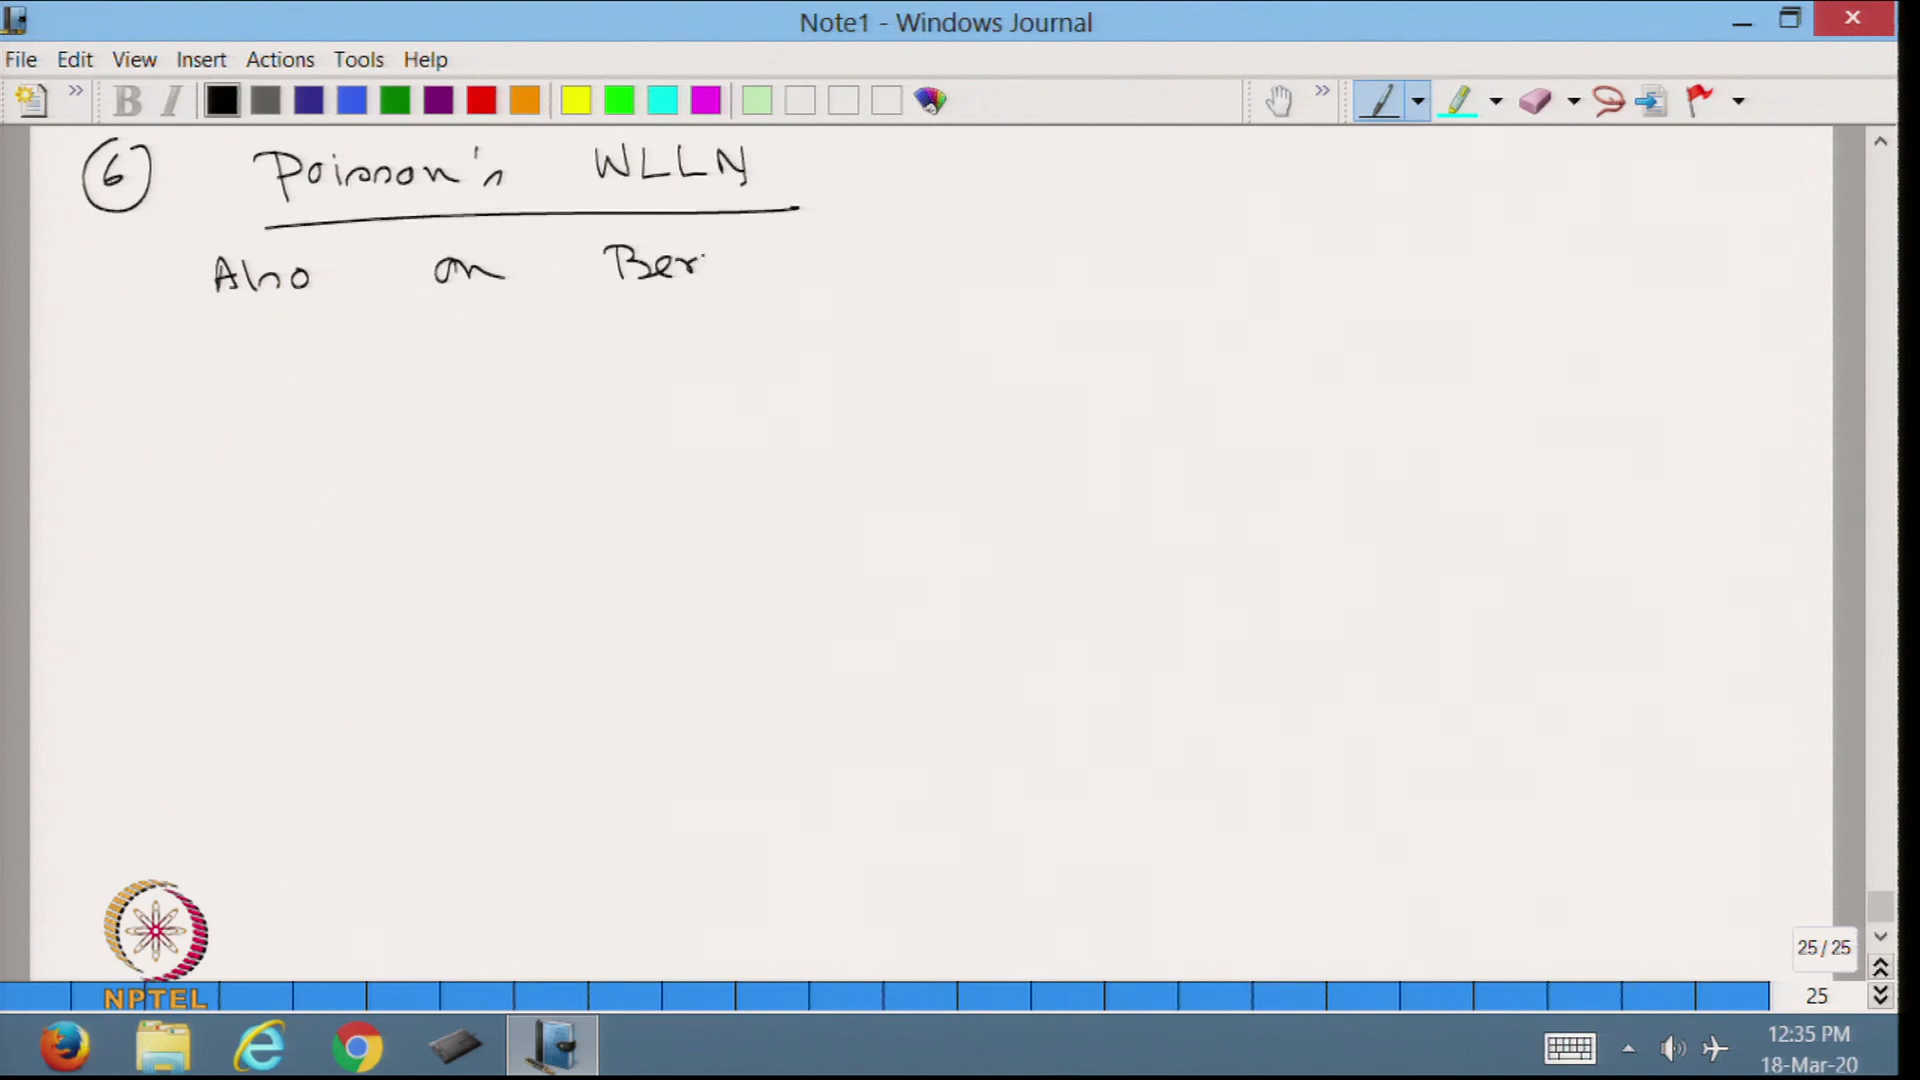 Note1 - Windows Journal
File Edit View Insert Actions Tools Help
B I
6 Poisson's WLLN
Also on Ber
25 / 25
NPTEL
25
12:35 PM
18-Mar-20